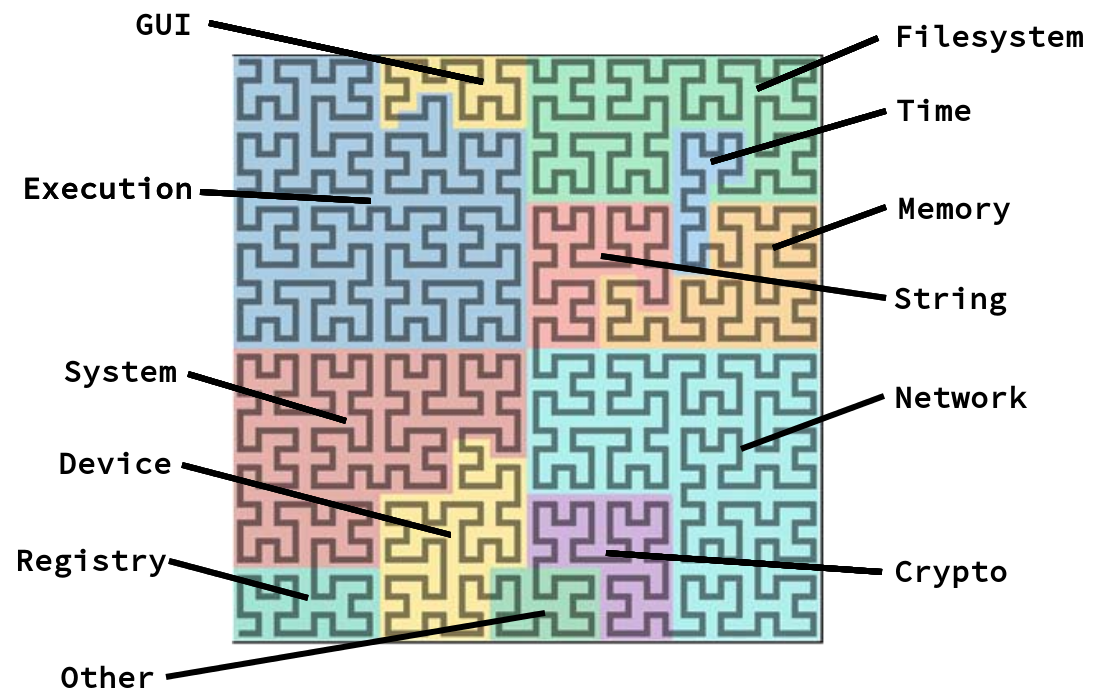 GUI
Filesystem
Time
Execution
Memory
String
System
Network
Device
Registry
Crypto
Other